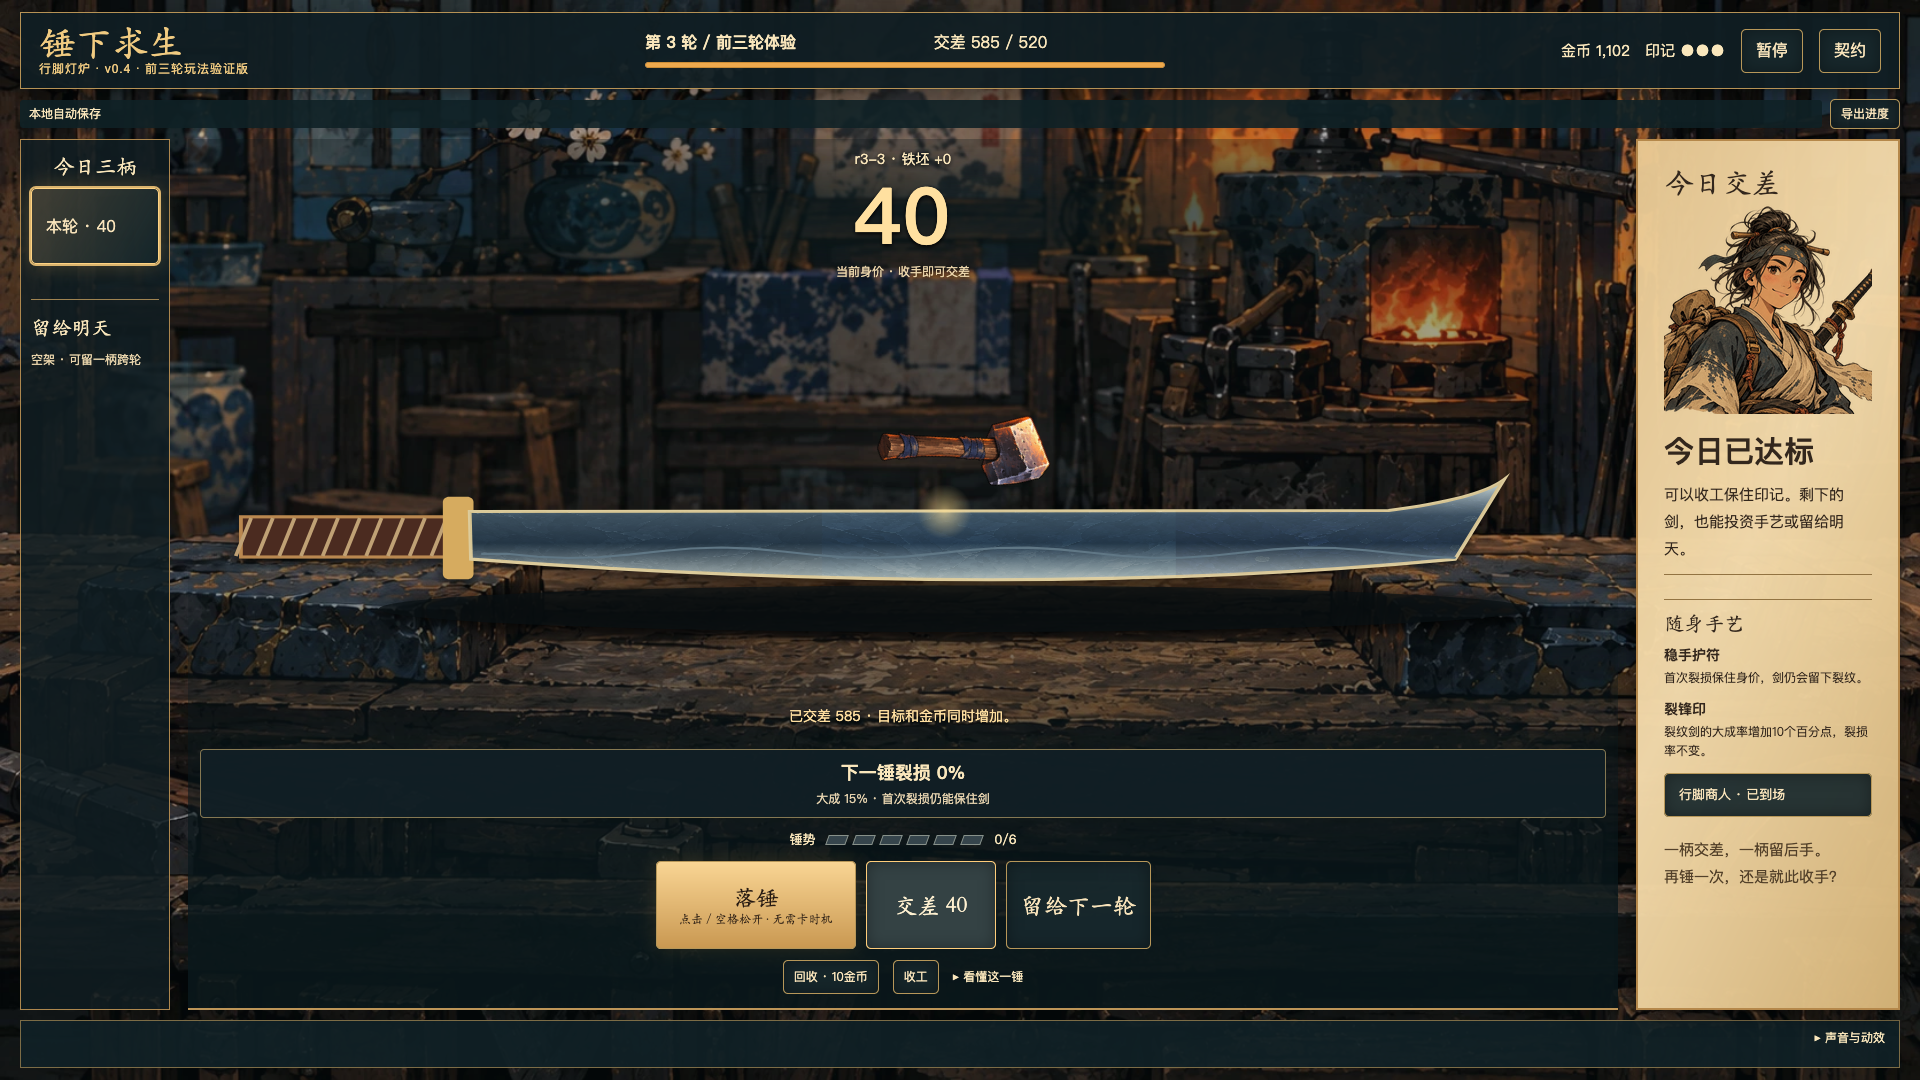 锤下求生
行脚灯炉 · v0.4 · 前三轮玩法验证版
第 3 轮 / 前三轮体验
交差 585 / 520
金币 1,102
印记
暂停
契约
本地自动保存
导出进度
今日三柄
本轮 · 40
留给明天
空架 · 可留一柄跨轮
r3-3 · 铁坯 +0
40
当前身价 · 收手即可交差
已交差 585 · 目标和金币同时增加。
下一锤裂损 0%
大成 15% · 首次裂损仍能保住剑
锤势
0/6
落锤
点击 / 空格松开 · 无需卡时机
交差 40
留给下一轮
回收 · 10金币
收工
▸ 看懂这一锤
今日交差
今日已达标
可以收工保住印记。剩下的
剑，也能投资手艺或留给明
天。
随身手艺
稳手护符
首次裂损保住身价，剑仍会留下裂纹。
裂锋印
裂纹剑的大成率增加10个百分点，裂损
率不变。
行脚商人 · 已到场
一柄交差，一柄留后手。
再锤一次，还是就此收手？
▸ 声音与动效